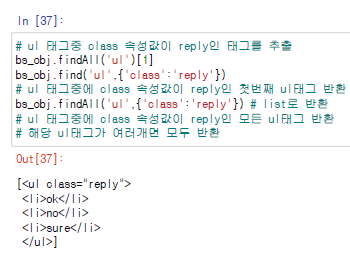 In [37]:
# ul 태그중 class 속성값이 reply인 태그를 추출
bs_obj.findAll('ul')[1]
bs_obj.find('ul',{'class':'reply'})
# ul 태그중에 class 속성값이 reply인 첫번째 ul태그 반환
bs_obj.findAll('ul',{'class':'reply'}) # list로 반환
# ul 태그중에 class 속성값이 reply인 모든 ul태그 반환
# 해당 ul태그가 여러개면 모두 반환
Out[37]:
[<ul class="reply">
<li>ok</li>
<li>no</li>
<li>sure</li>
</ul>]